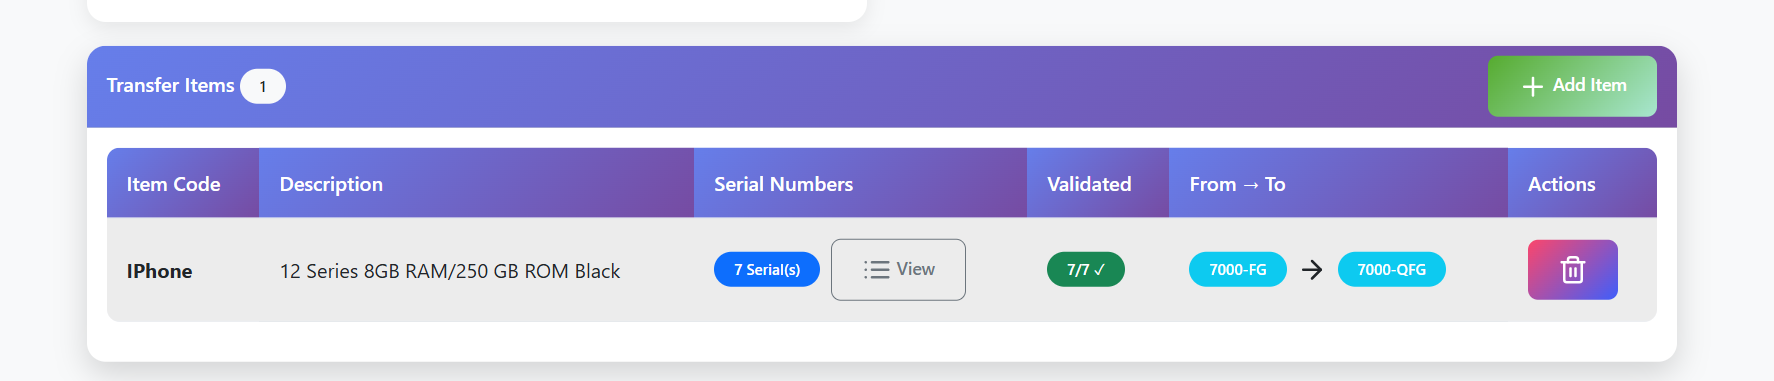 Transfer Items 1
+ Add Item
Item Code Description Serial Numbers Validated From → To Actions
IPhone 12 Series 8GB RAM/250 GB ROM Black 7 Serial(s) View 7/7 ✓ 7000-FG → 7000-QFG